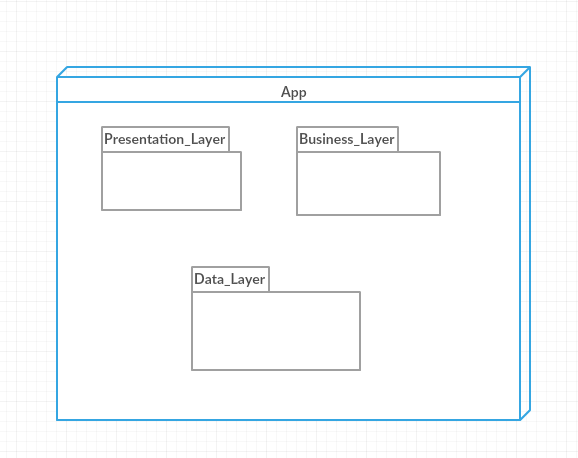 App
Presentation_Layer
Business_Layer
Data_Layer